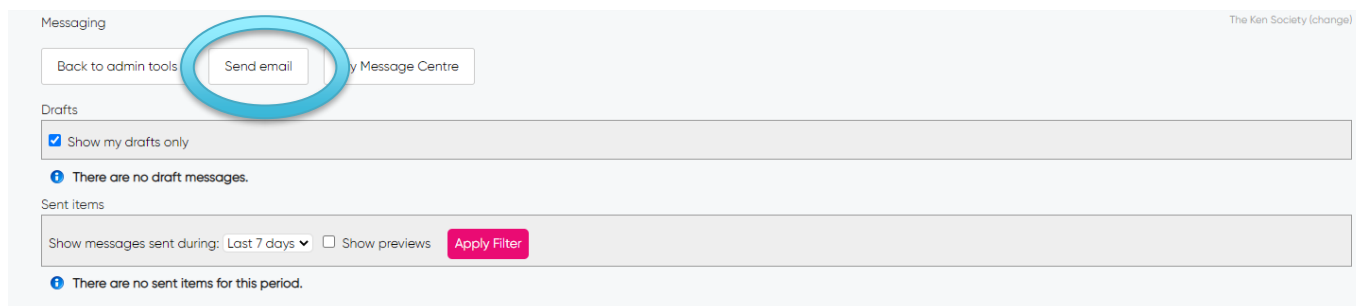 Messaging
The Ken Society (change)
Back to admin tools Send email y Message Centre
Drafts
Show my drafts only
There are no draft messages.
Sent items
Show messages sent during: Last 7 days Show previews Apply Filter
There are no sent items for this period.